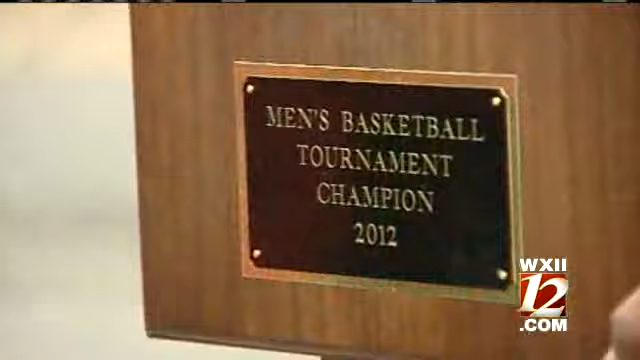 MEN'S BASKETBALL
TOURNAMENT
CHAMPION
2012
WXII
12
.COM